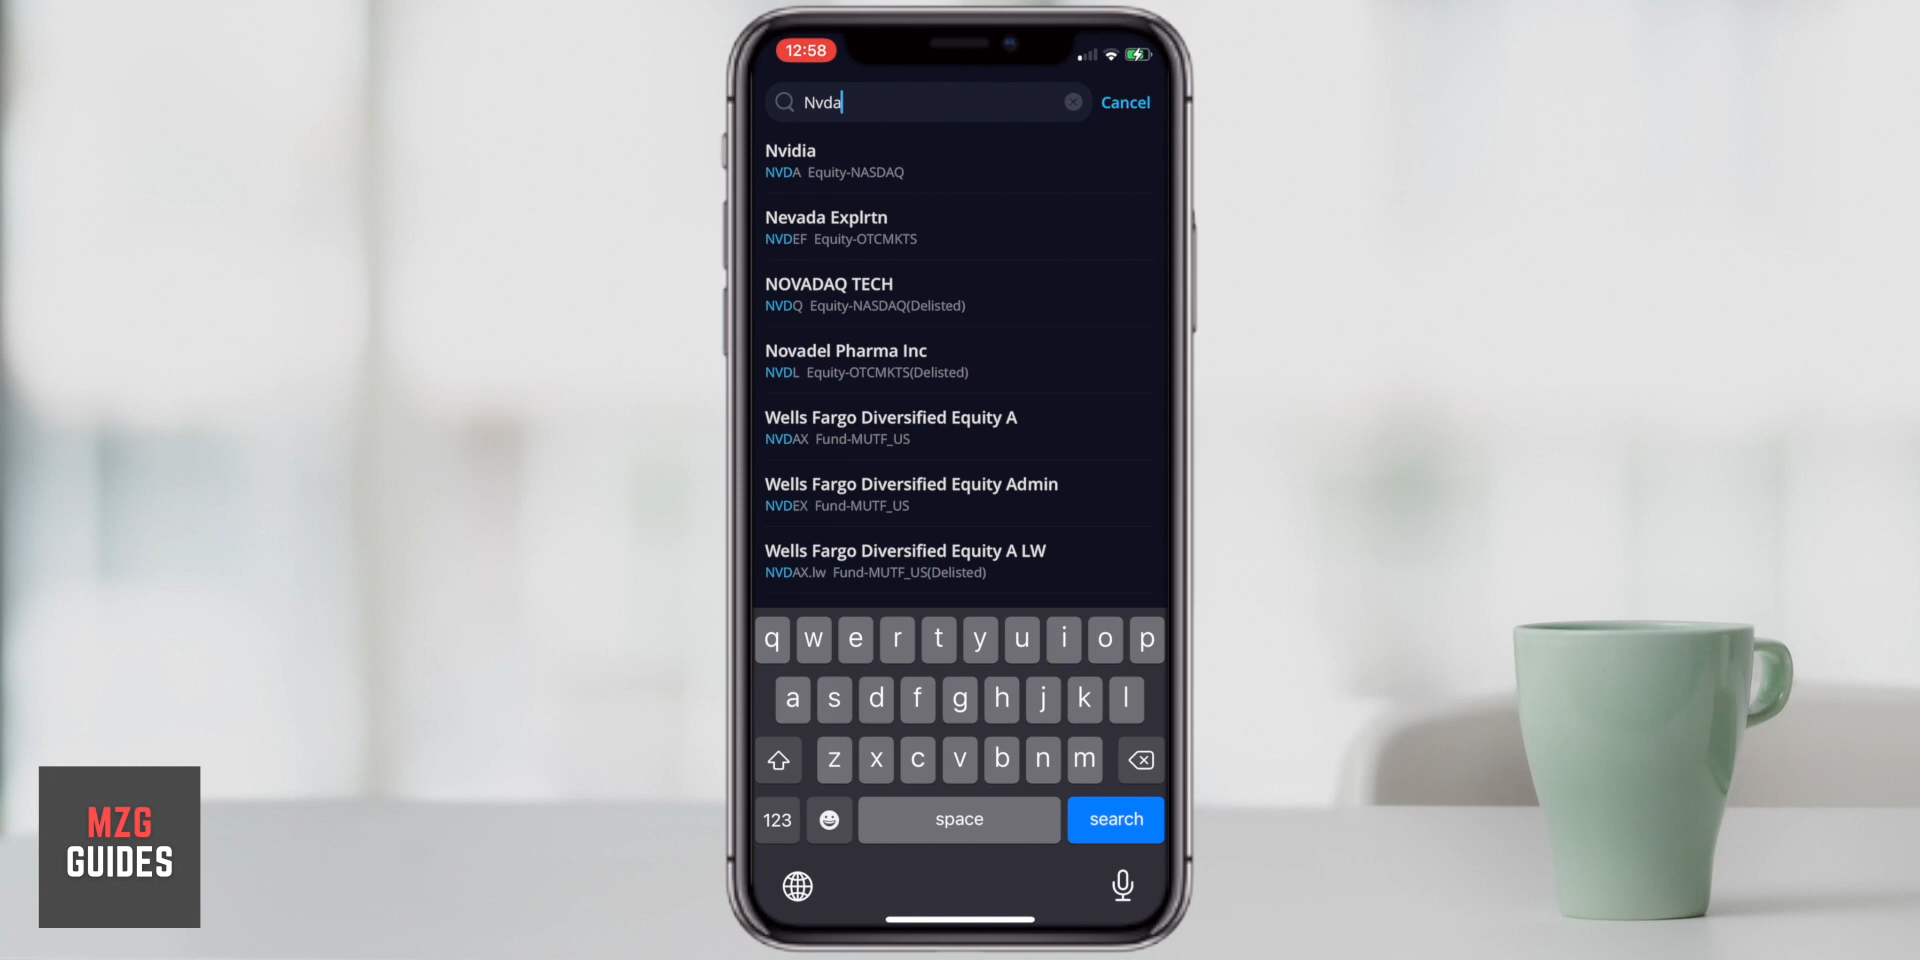 12:58
Nvda
Cancel
Nvidia
NVDA Equity-NASDAQ
Nevada Explrtn
NVDEF Equity-OTCMKTS
NOVADAQ TECH
NVDQ Equity-NASDAQ(Delisted)
Novadel Pharma Inc
NVDL Equity-OTCMKTS(Delisted)
Wells Fargo Diversified Equity A
NVDAX Fund-MUTF_US
Wells Fargo Diversified Equity Admin
NVDEX Fund-MUTF_US
Wells Fargo Diversified Equity A LW
NVDAX.lw Fund-MUTF_US(Delisted)
q w e r t y u i o p
a s d f g h j k l
z x c v b n m
123 space search
MZG
GUIDES